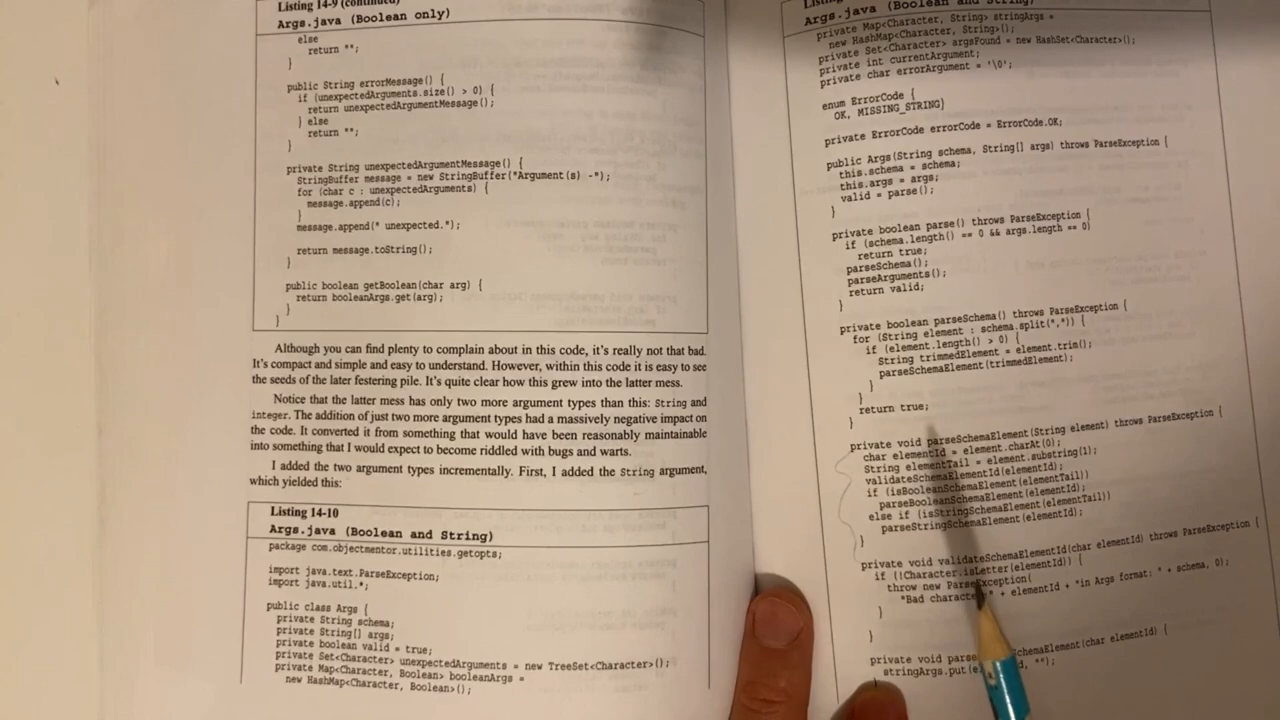 Listing 14-9 (continued)
Args.java (Boolean only)
else
return "";
}
public String errorMessage() {
if (unexpectedArguments.size() > 0) {
return unexpectedArgumentMessage();
} else
return "";
}
private String unexpectedArgumentMessage() {
StringBuffer message = new StringBuffer("Argument(s) -");
for (char c : unexpectedArguments) {
message.append(c);
}
message.append(" unexpected.");
return message.toString();
}
public boolean getBoolean(char arg) {
return booleanArgs.get(arg);
}
}
Although you can find plenty to complain about in this code, it's really not that bad.
It's compact and simple and easy to understand. However, within this code it is easy to see
the seeds of the later festering pile. It's quite clear how this grew into the latter mess.
Notice that the latter mess has only two more argument types than this: String and
integer. The addition of just two more argument types had a massively negative impact on
the code. It converted it from something that would have been reasonably maintainable
into something that I would expect to become riddled with bugs and warts.
I added the two argument types incrementally. First, I added the String argument,
which yielded this:
Listing 14-10
Args.java (Boolean and String)
package com.objectmentor.utilities.getopts;
import java.text.ParseException;
import java.util.*;
public class Args {
private String schema;
private String[] args;
private boolean valid = true;
private Set<Character> unexpectedArguments = new TreeSet<Character>();
private Map<Character, Boolean> booleanArgs =
new HashMap<Character, Boolean>();
Args.java (Boolean and String)
private Map<Character, String> stringArgs =
new HashMap<Character, String>();
private Set<Character> argsFound = new HashSet<Character>();
private int currentArgument;
private char errorArgument = '\0';
enum ErrorCode {
OK, MISSING_STRING}
private ErrorCode errorCode = ErrorCode.OK;
public Args(String schema, String[] args) throws ParseException {
this.schema = schema;
this.args = args;
valid = parse();
}
private boolean parse() throws ParseException {
if (schema.length() == 0 && args.length == 0)
return true;
parseSchema();
parseArguments();
return valid;
}
private boolean parseSchema() throws ParseException {
for (String element : schema.split(",")) {
if (element.length() > 0) {
String trimmedElement = element.trim();
parseSchemaElement(trimmedElement);
}
}
return true;
}
private void parseSchemaElement(String element) throws ParseException {
char elementId = element.charAt(0);
String elementTail = element.substring(1);
validateSchemaElementId(elementId);
if (isBooleanSchemaElement(elementTail))
parseBooleanSchemaElement(elementId);
else if (isStringSchemaElement(elementTail))
parseStringSchemaElement(elementId);
}
private void validateSchemaElementId(char elementId) throws ParseException {
if (!Character.isLetter(elementId)) {
throw new ParseException(
"Bad character:" + elementId + "in Args format: " + schema, 0);
}
}
private void parse SchemaElement(char elementId) {
stringArgs.put( "");